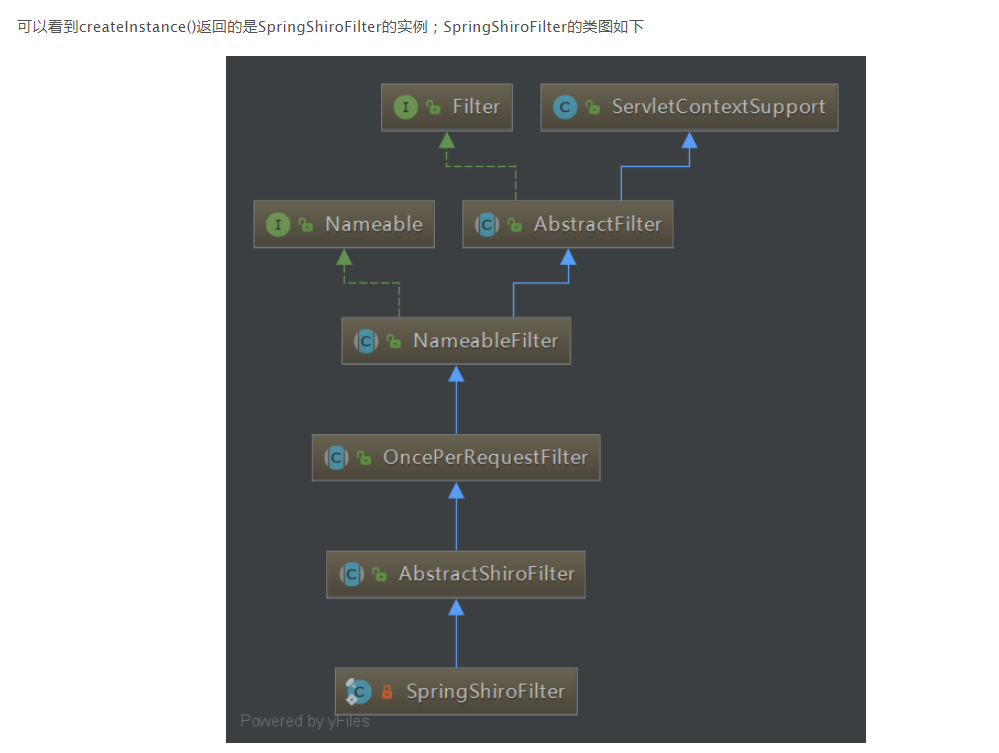 可以看到createInstance()返回的是SpringShiroFilter的实例；SpringShiroFilter的类图如下
I Filter
C ServletContextSupport
I Nameable
C AbstractFilter
C NameableFilter
C OncePerRequestFilter
C AbstractShiroFilter
C SpringShiroFilter
Powered by yFiles